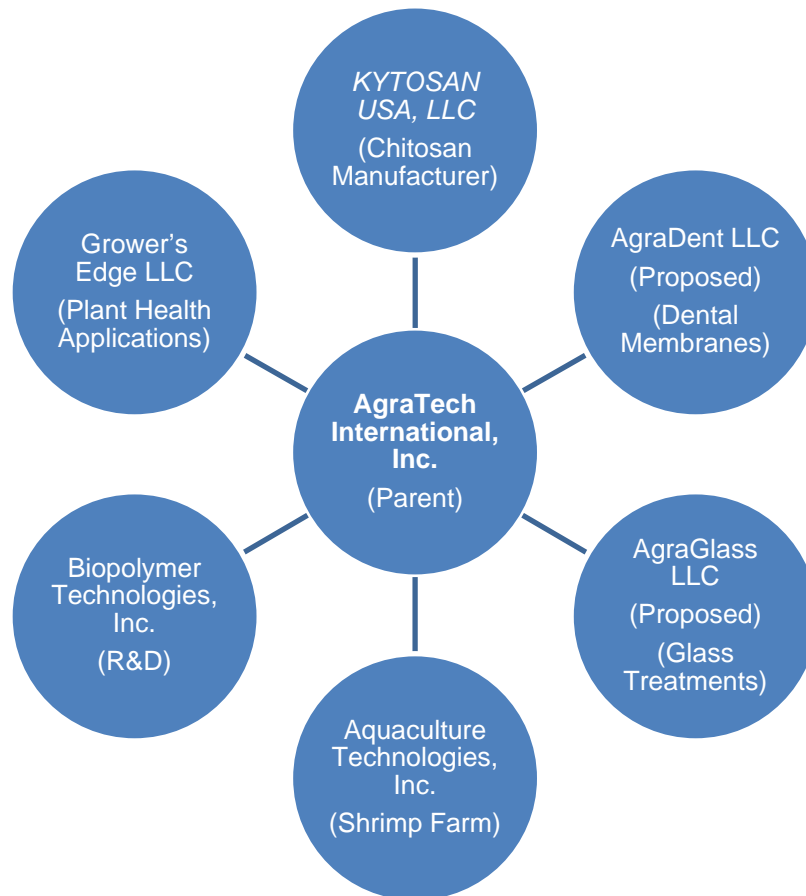 KYTOSAN
USA, LLC
(Chitosan
Manufacturer)
Grower’s
Edge LLC
(Plant Health
Applications)
AgraDent LLC
(Proposed)
(Dental
Membranes)
AgraTech
International,
Inc.
(Parent)
Biopolymer
Technologies,
Inc.
(R&D)
AgraGlass
LLC
(Proposed)
(Glass
Treatments)
Aquaculture
Technologies,
Inc.
(Shrimp Farm)